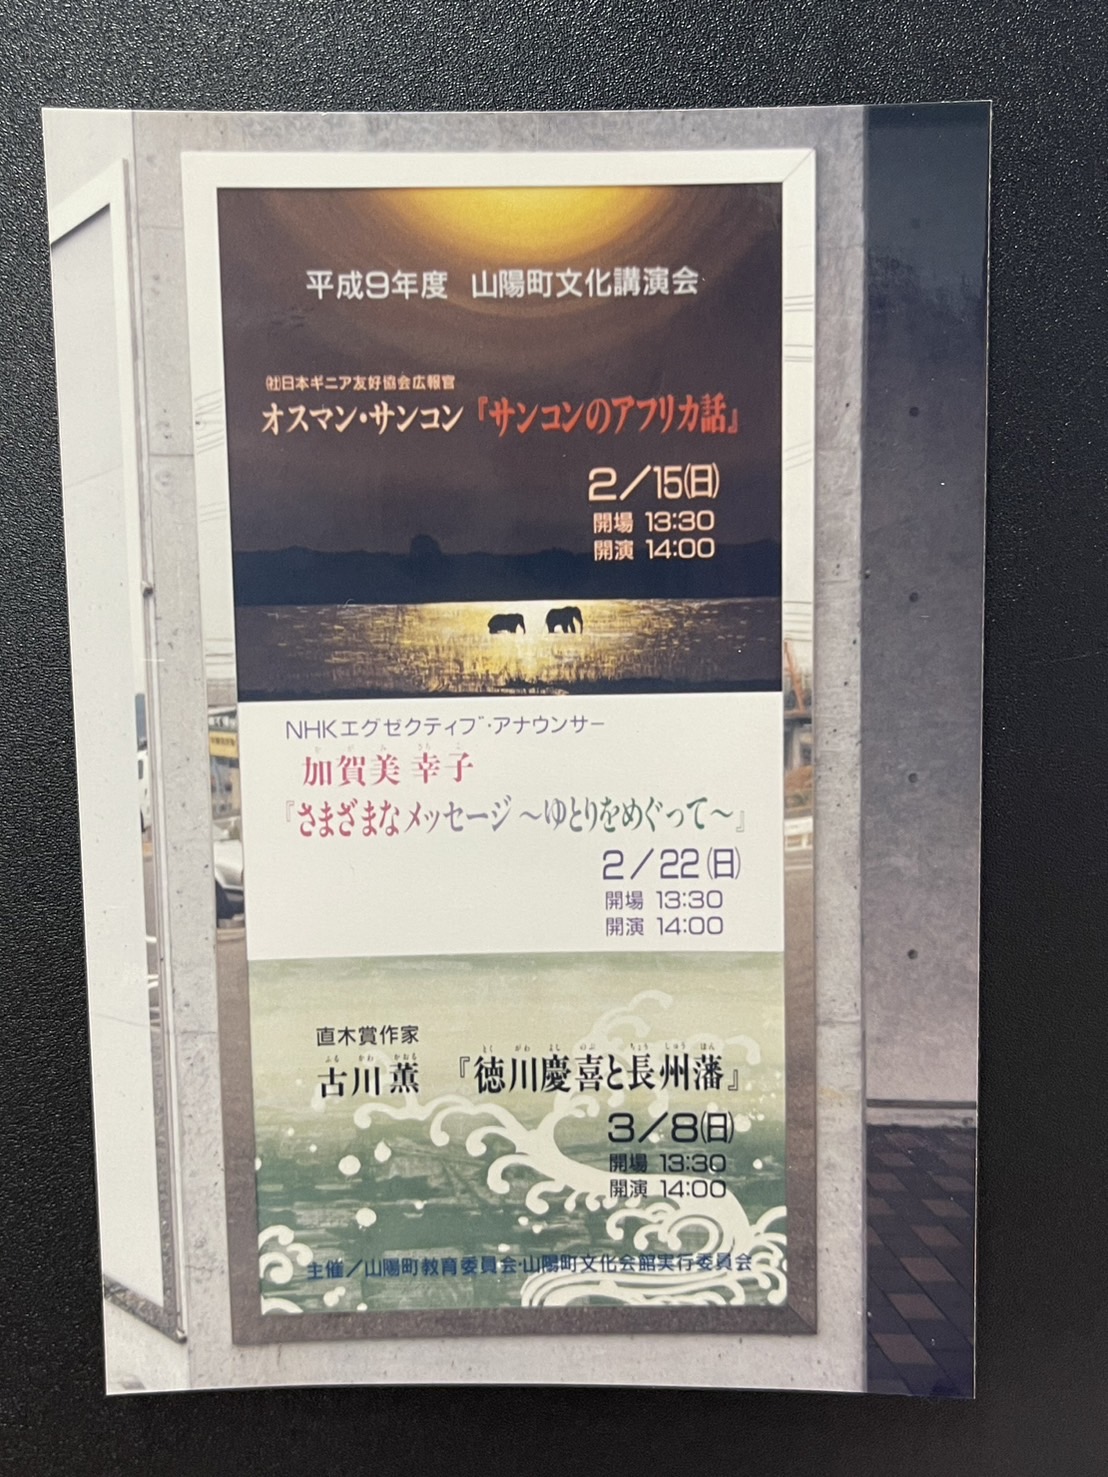 平成9年度 山陽町文化講演会
㈳日本ギニア友好協会広報官
オスマン・サンコン『サンコンのアフリカ話』
2/15㈰
開場 13:30
開演 14:00
NHKエグゼクティブ・アナウンサー
かがみ さちこ
加賀美 幸子
『さまざまなメッセージ～ゆとりをめぐって～』
2/22㈰
開場 13:30
開演 14:00
直木賞作家
ふるかわ かおる とくがわよしのぶ ちょうしゅうはん
古川 薫 『徳川慶喜と長州藩』
3/8㈰
開場 13:30
開演 14:00
主催/山陽町教育委員会・山陽町文化会館実行委員会